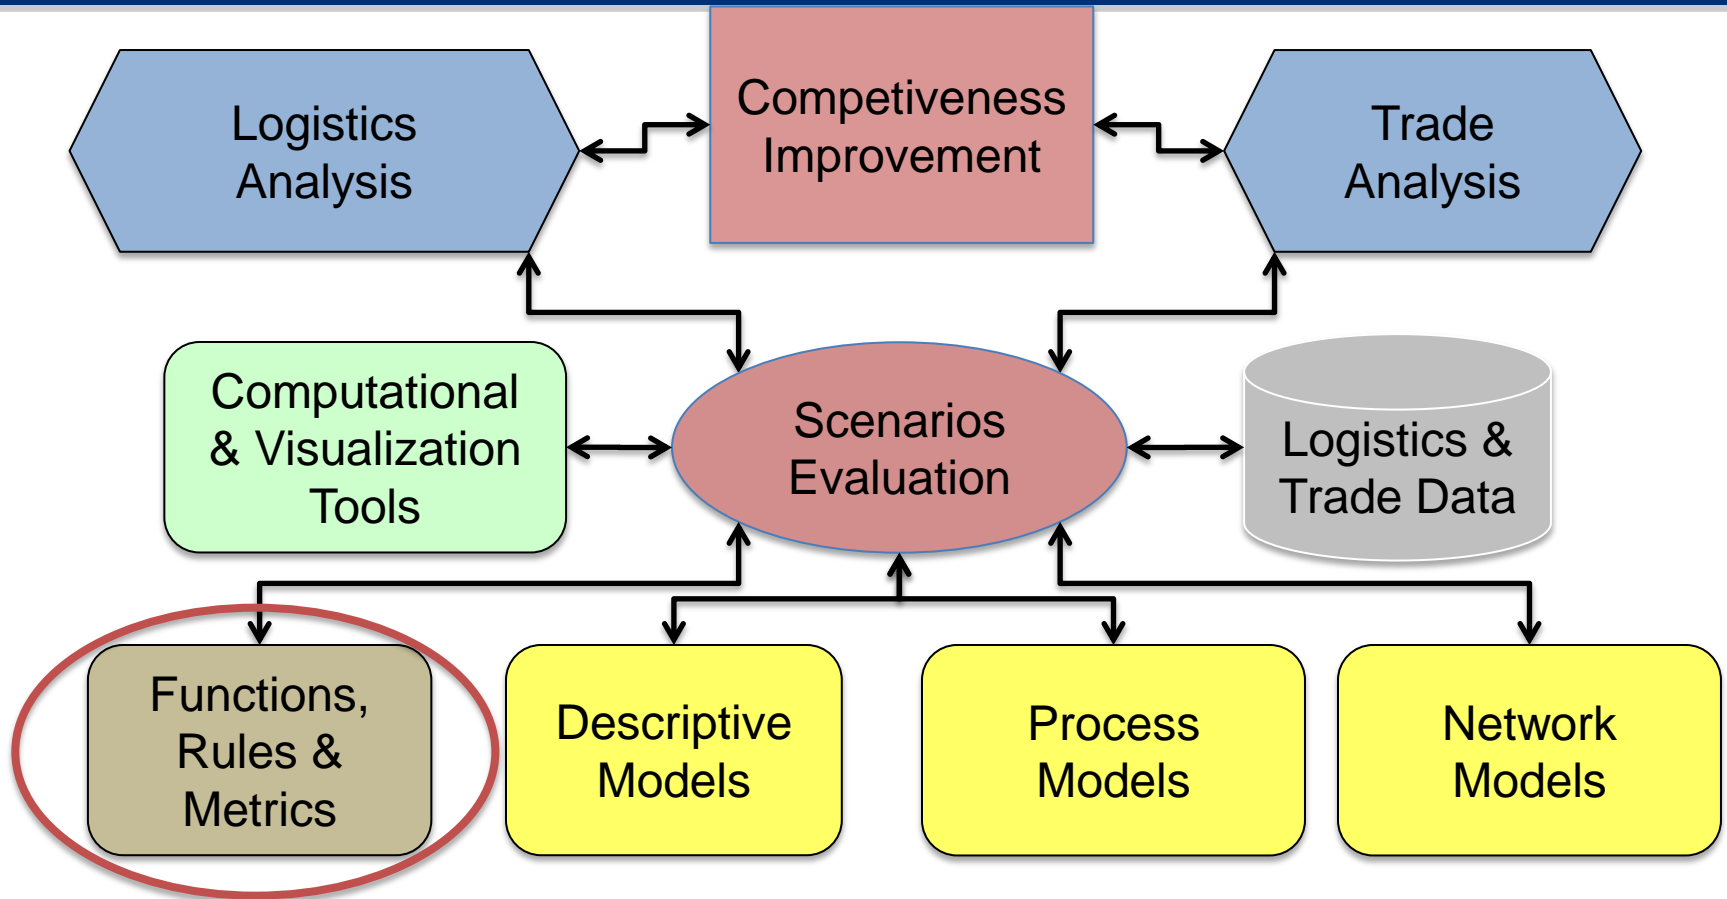 Logistics
Analysis
Competiveness
Improvement
Trade
Analysis
Computational
& Visualization
Tools
Scenarios
Evaluation
Logistics &
Trade Data
Functions,
Rules &
Metrics
Descriptive
Models
Process
Models
Network
Models